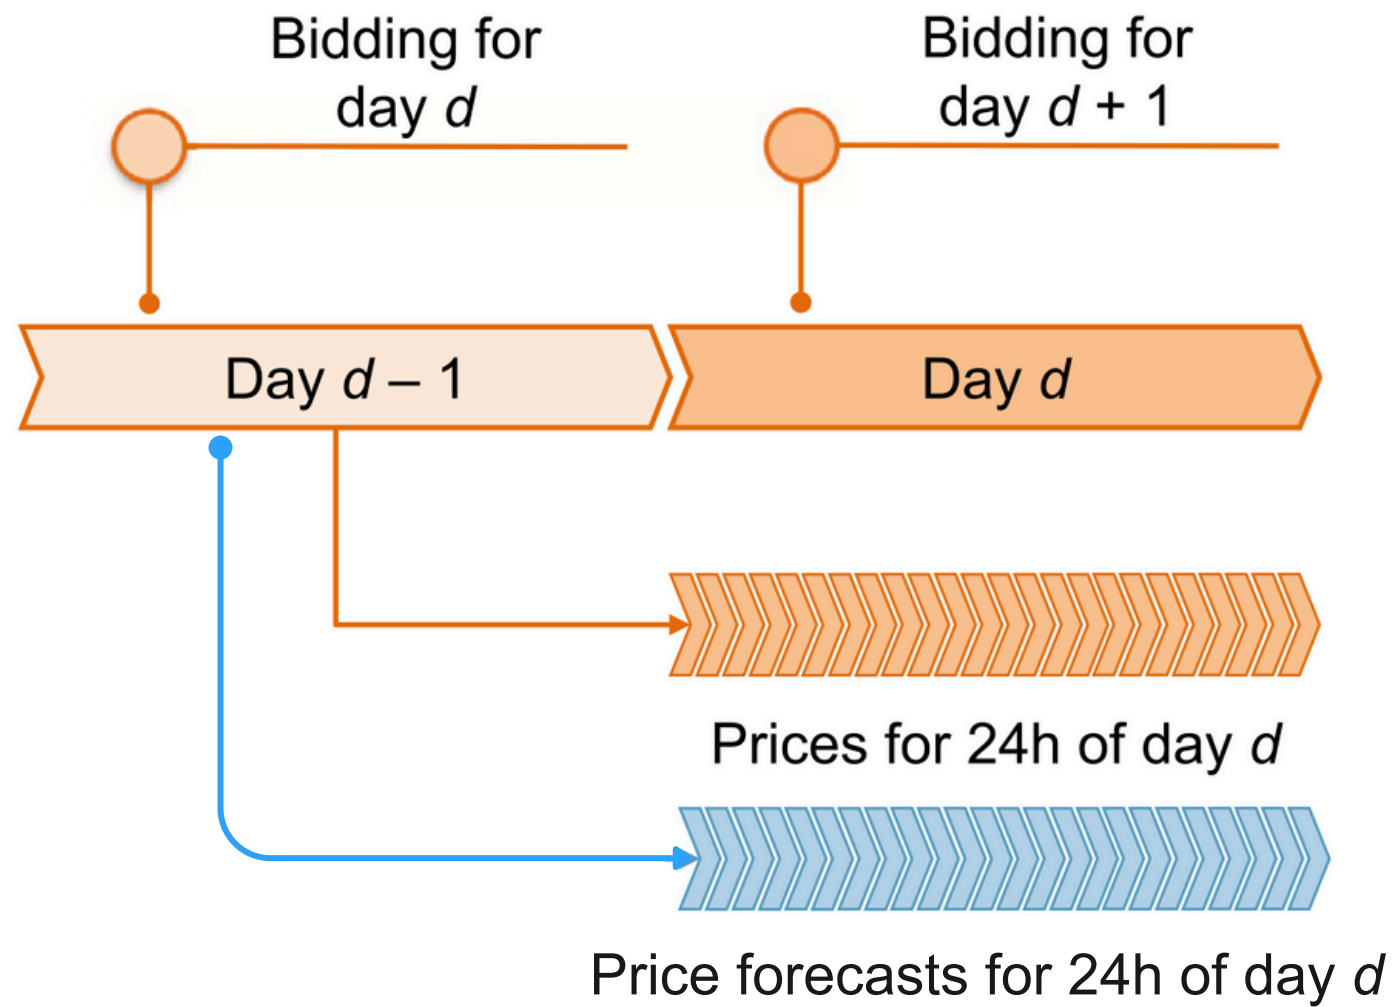 Bidding for
day d
Bidding for
day d + 1
Day d – 1
Day d
Prices for 24h of day d
Price forecasts for 24h of day d